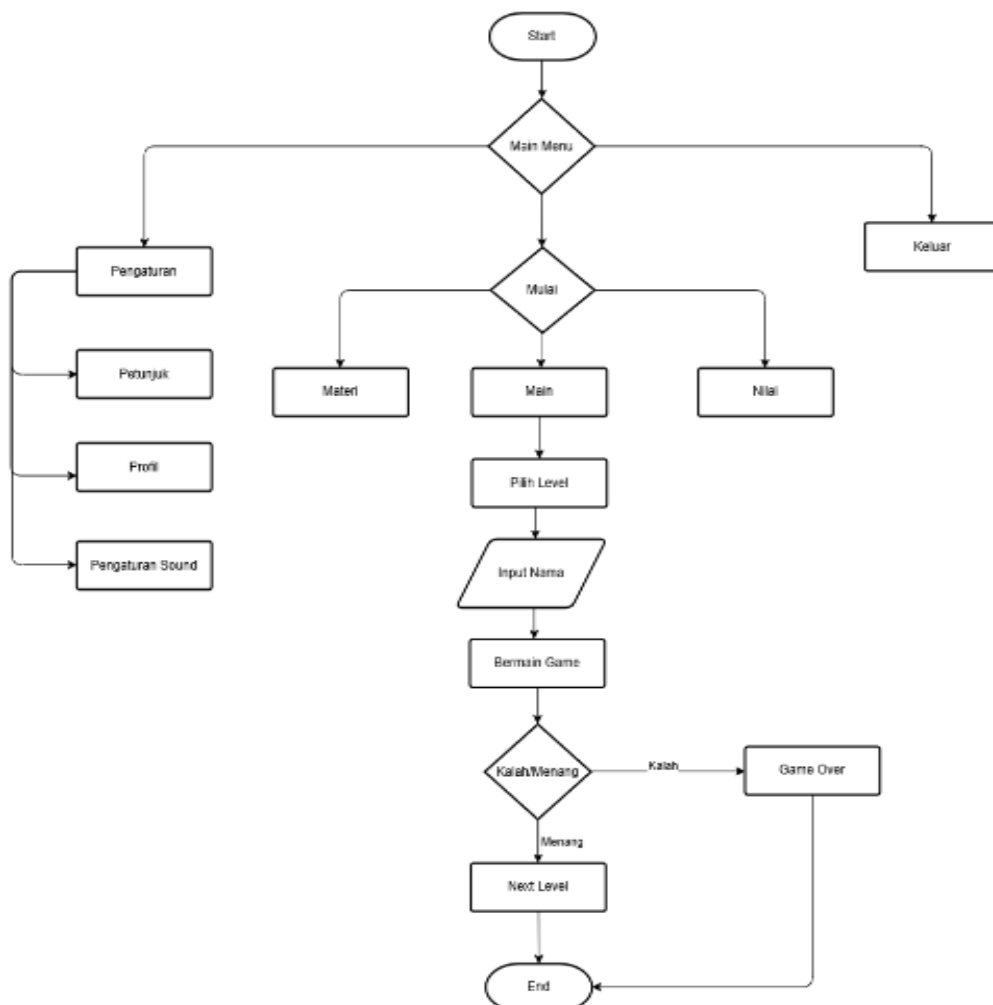 Start
Main Menu
Keluar
Pengaturan
Mulai
Petunjuk
Materi
Main
Nilai
Profil
Pilih Level
Pengaturan Sound
Input Nama
Bermain Game
Kalah/Menang
Kalah
Game Over
Menang
Next Level
End